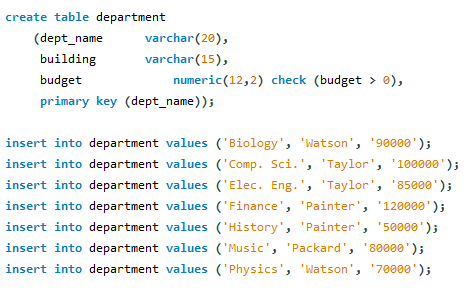 create table department
(dept_name varchar(20),
building varchar(15),
budget numeric(12,2) check (budget > 0),
primary key (dept_name));
insert into department values ('Biology', 'Watson', '90000');
insert into department values ('Comp. Sci.', 'Taylor', '100000');
insert into department values ('Elec. Eng.', 'Taylor', '85000');
insert into department values ('Finance', 'Painter', '120000');
insert into department values ('History', 'Painter', '50000');
insert into department values ('Music', 'Packard', '80000');
insert into department values ('Physics', 'Watson', '70000');